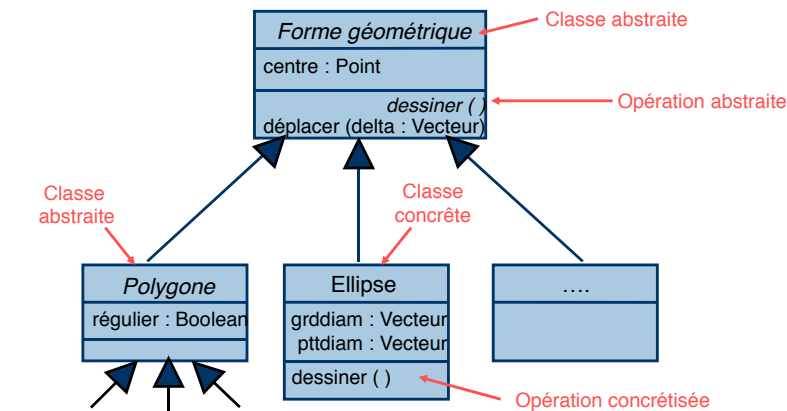 Forme géométrique
Classe abstraite
centre : Point
dessiner ( )
Opération abstraite
déplacer (delta : Vecteur)
Classe
abstraite
Classe
concrête
Polygone
Ellipse
….
régulier : Boolean
grddiam : Vecteur
pttdiam : Vecteur
dessiner ( )
Opération concrétisée